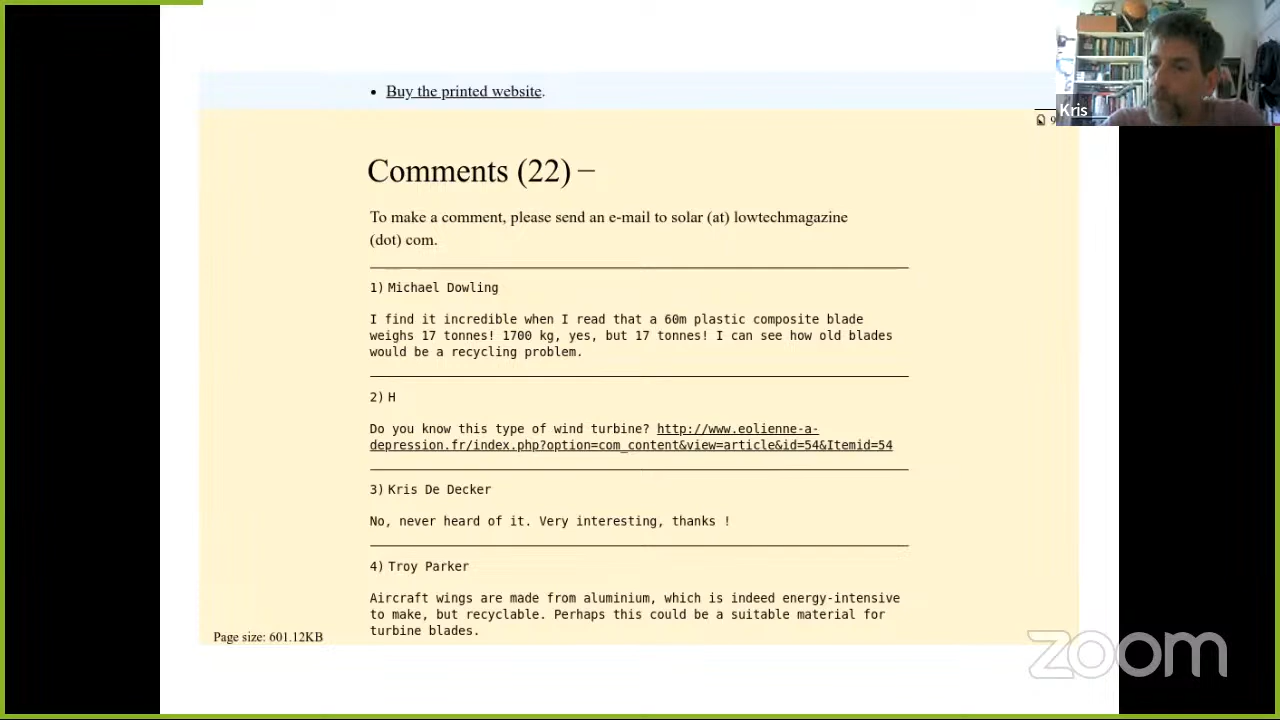 Buy the printed website.
Kris
9
Comments (22) —
To make a comment, please send an e-mail to solar (at) lowtechmagazine
(dot) com.
1) Michael Dowling
I find it incredible when I read that a 60m plastic composite blade
weighs 17 tonnes! 1700 kg, yes, but 17 tonnes! I can see how old blades
would be a recycling problem.
2) H
Do you know this type of wind turbine? http://www.eolienne-a-
depression.fr/index.php?option=com_content&view=article&id=54&Itemid=54
3) Kris De Decker
No, never heard of it. Very interesting, thanks !
4) Troy Parker
Aircraft wings are made from aluminium, which is indeed energy-intensive
to make, but recyclable. Perhaps this could be a suitable material for
turbine blades.
Page size: 601.12KB
zoom